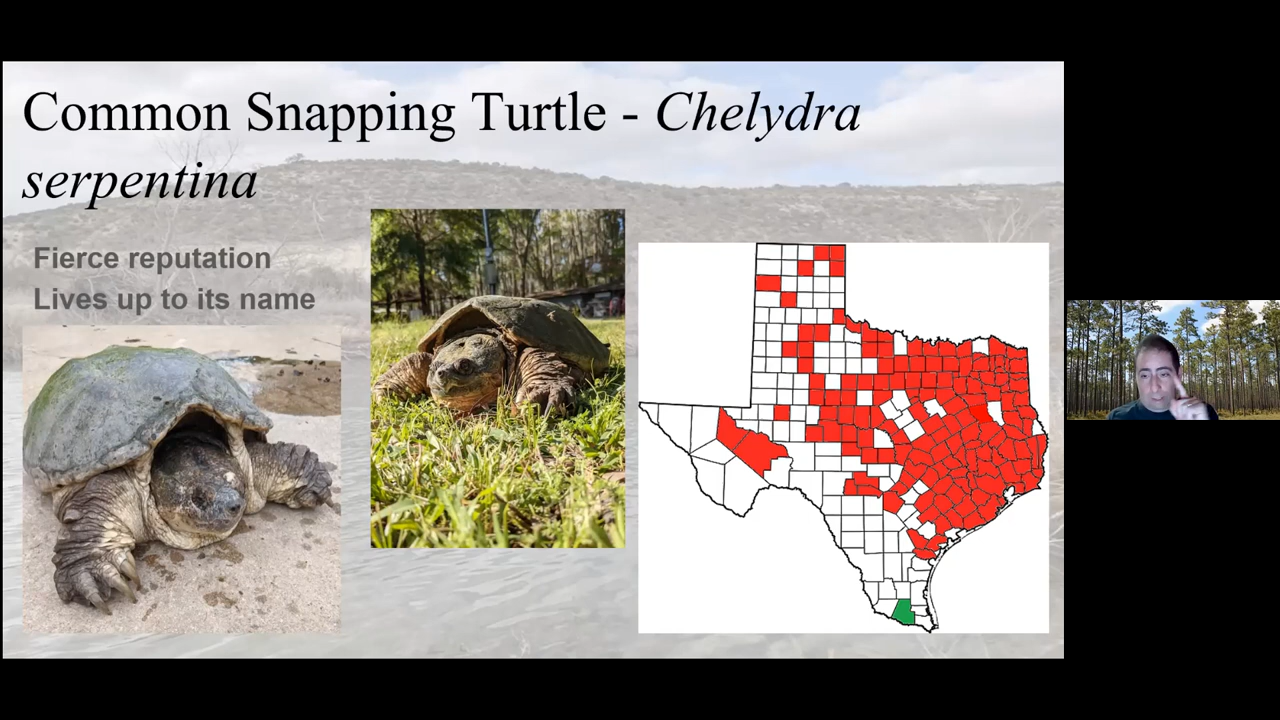 Common Snapping Turtle - Chelydra
serpentina
Fierce reputation
Lives up to its name